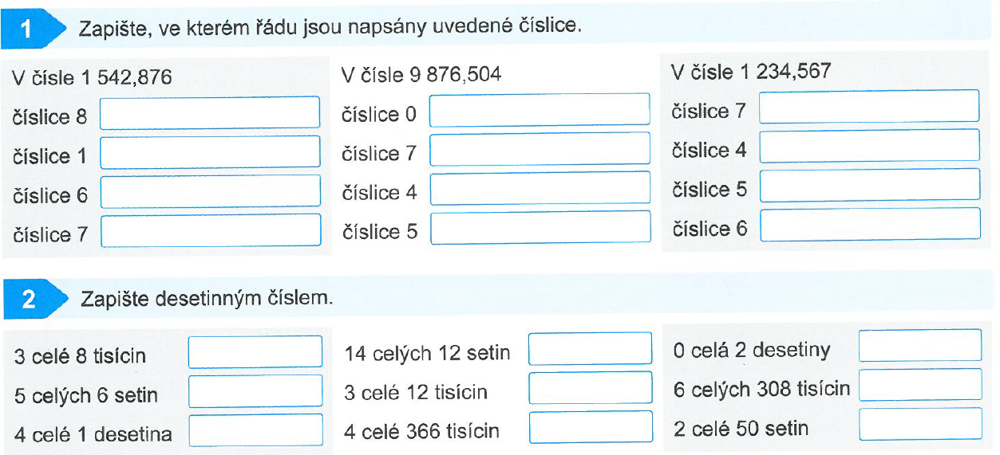 1 Zapište, ve kterém řádu jsou napsány uvedené číslice.
V čísle 1 542,876
číslice 8
číslice 1
číslice 6
číslice 7
V čísle 9 876,504
číslice 0
číslice 7
číslice 4
číslice 5
V čísle 1 234,567
číslice 7
číslice 4
číslice 5
číslice 6
2 Zapište desetinným číslem.
3 celé 8 tisícin
5 celých 6 setin
4 celé 1 desetina
14 celých 12 setin
3 celé 12 tisícin
4 celé 366 tisícin
0 celá 2 desetiny
6 celých 308 tisícin
2 celé 50 setin